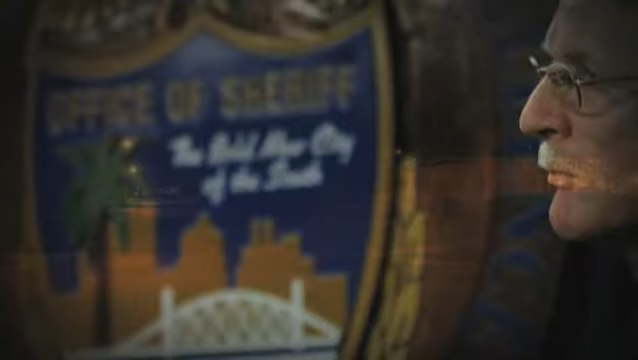 OFFICE OF SHERIFF
The Bold New City
of the South